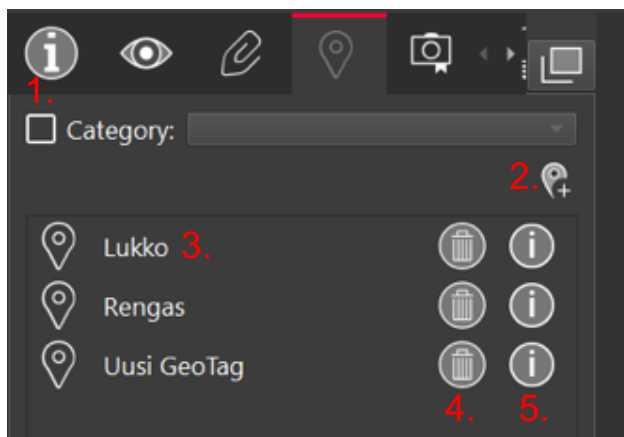 1.
Category:
2.
Lukko 3.
Rengas
Uusi GeoTag
4. 5.